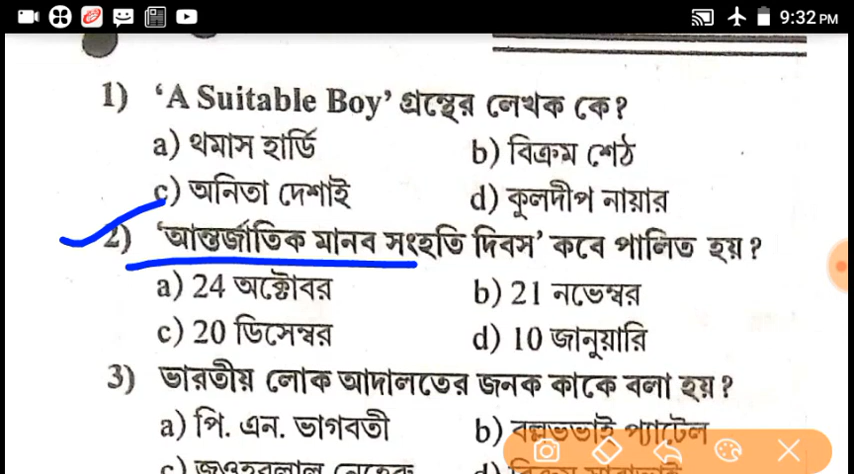 9:32 PM
1) ‘A Suitable Boy’ গ্রন্থের লেখক কে?
a) থমাস হার্ডি b) বিক্রম শেঠ
c) অনিতা দেশাই d) কুলদীপ নায়ার
2) ‘আন্তর্জাতিক মানব সংহতি দিবস’ কবে পালিত হয়?
a) 24 অক্টোবর b) 21 নভেম্বর
c) 20 ডিসেম্বর d) 10 জানুয়ারি
3) ভারতীয় লোক আদালতের জনক কাকে বলা হয়?
a) পি. এন. ভাগবতী b) বল্লভভাই প্যাটেল
c) জওহরলাল নেহেরু d)